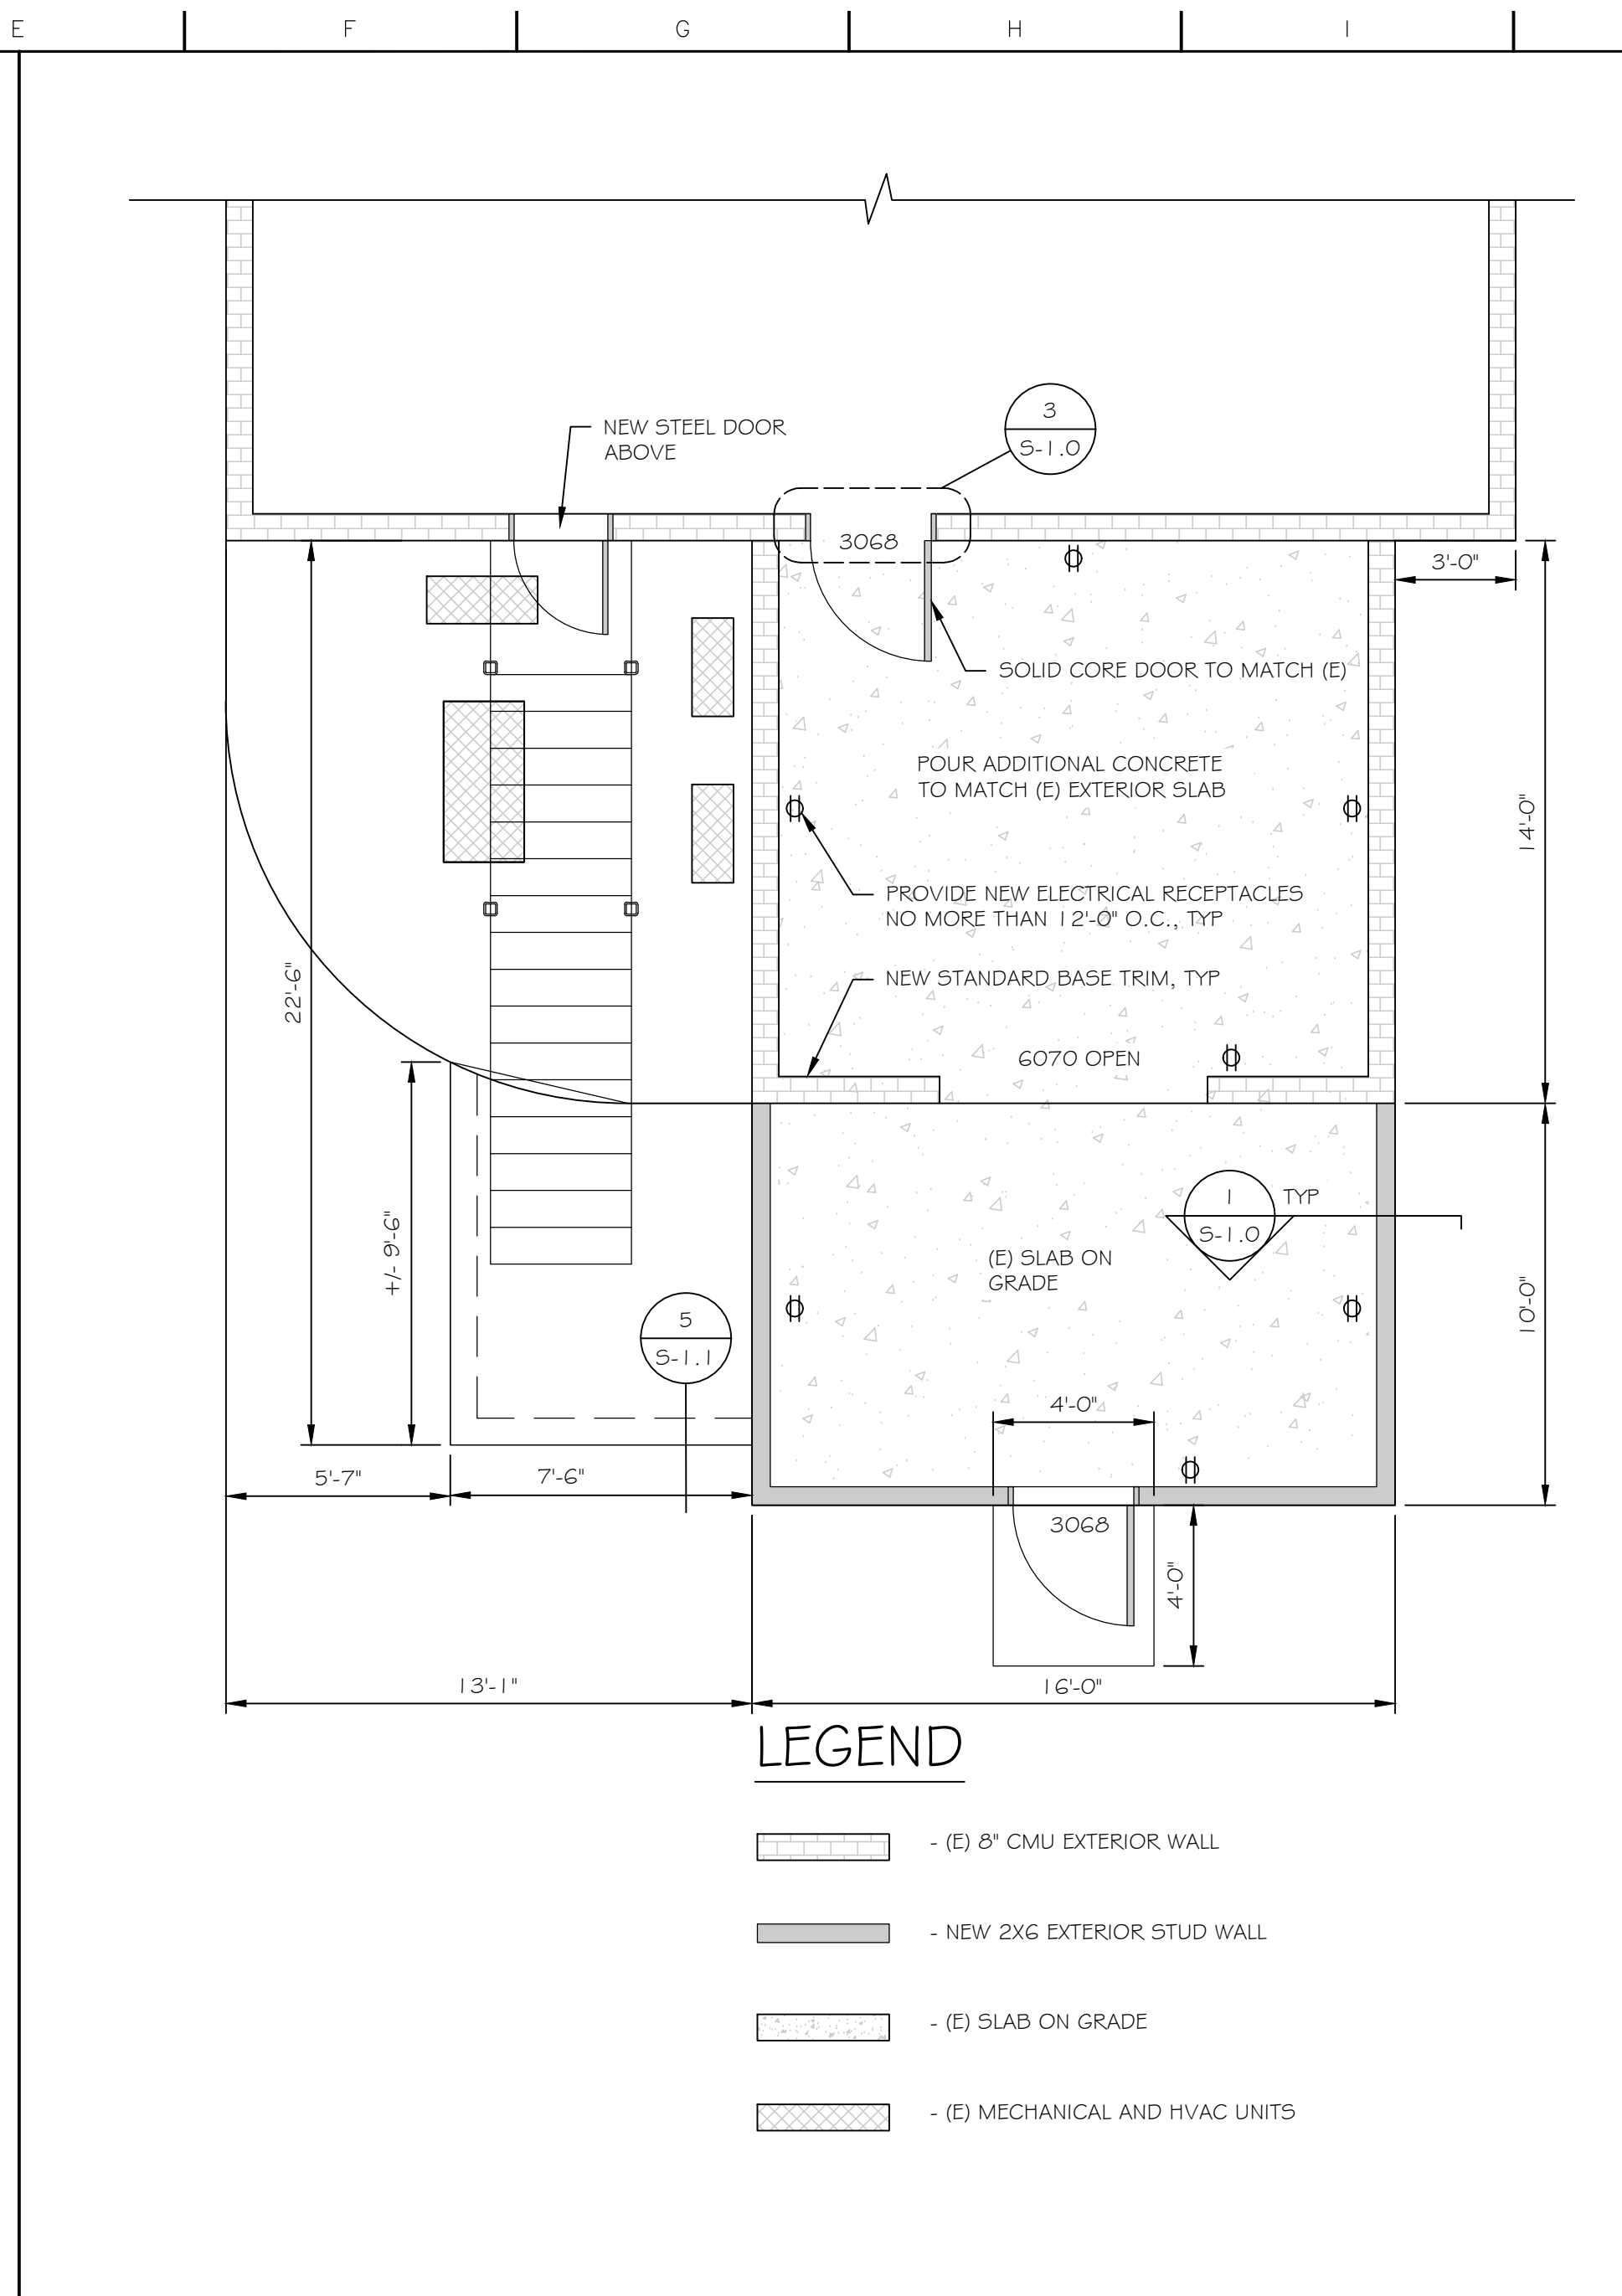 E
F
G
H
I
NEW STEEL DOOR
ABOVE
3
S-1.0
3068
3'-0"
SOLID CORE DOOR TO MATCH (E)
POUR ADDITIONAL CONCRETE
TO MATCH (E) EXTERIOR SLAB
14'-0"
PROVIDE NEW ELECTRICAL RECEPTACLES
NO MORE THAN 12'-0" O.C., TYP
22'-6"
NEW STANDARD BASE TRIM, TYP
6070 OPEN
1
S-1.0
TYP
+/- 9'-6"
(E) SLAB ON
GRADE
10'-0"
5
S-1.1
4'-0"
5'-7"
7'-6"
3068
4'-0"
13'-1"
16'-0"
LEGEND
- (E) 8" CMU EXTERIOR WALL
- NEW 2X6 EXTERIOR STUD WALL
- (E) SLAB ON GRADE
- (E) MECHANICAL AND HVAC UNITS